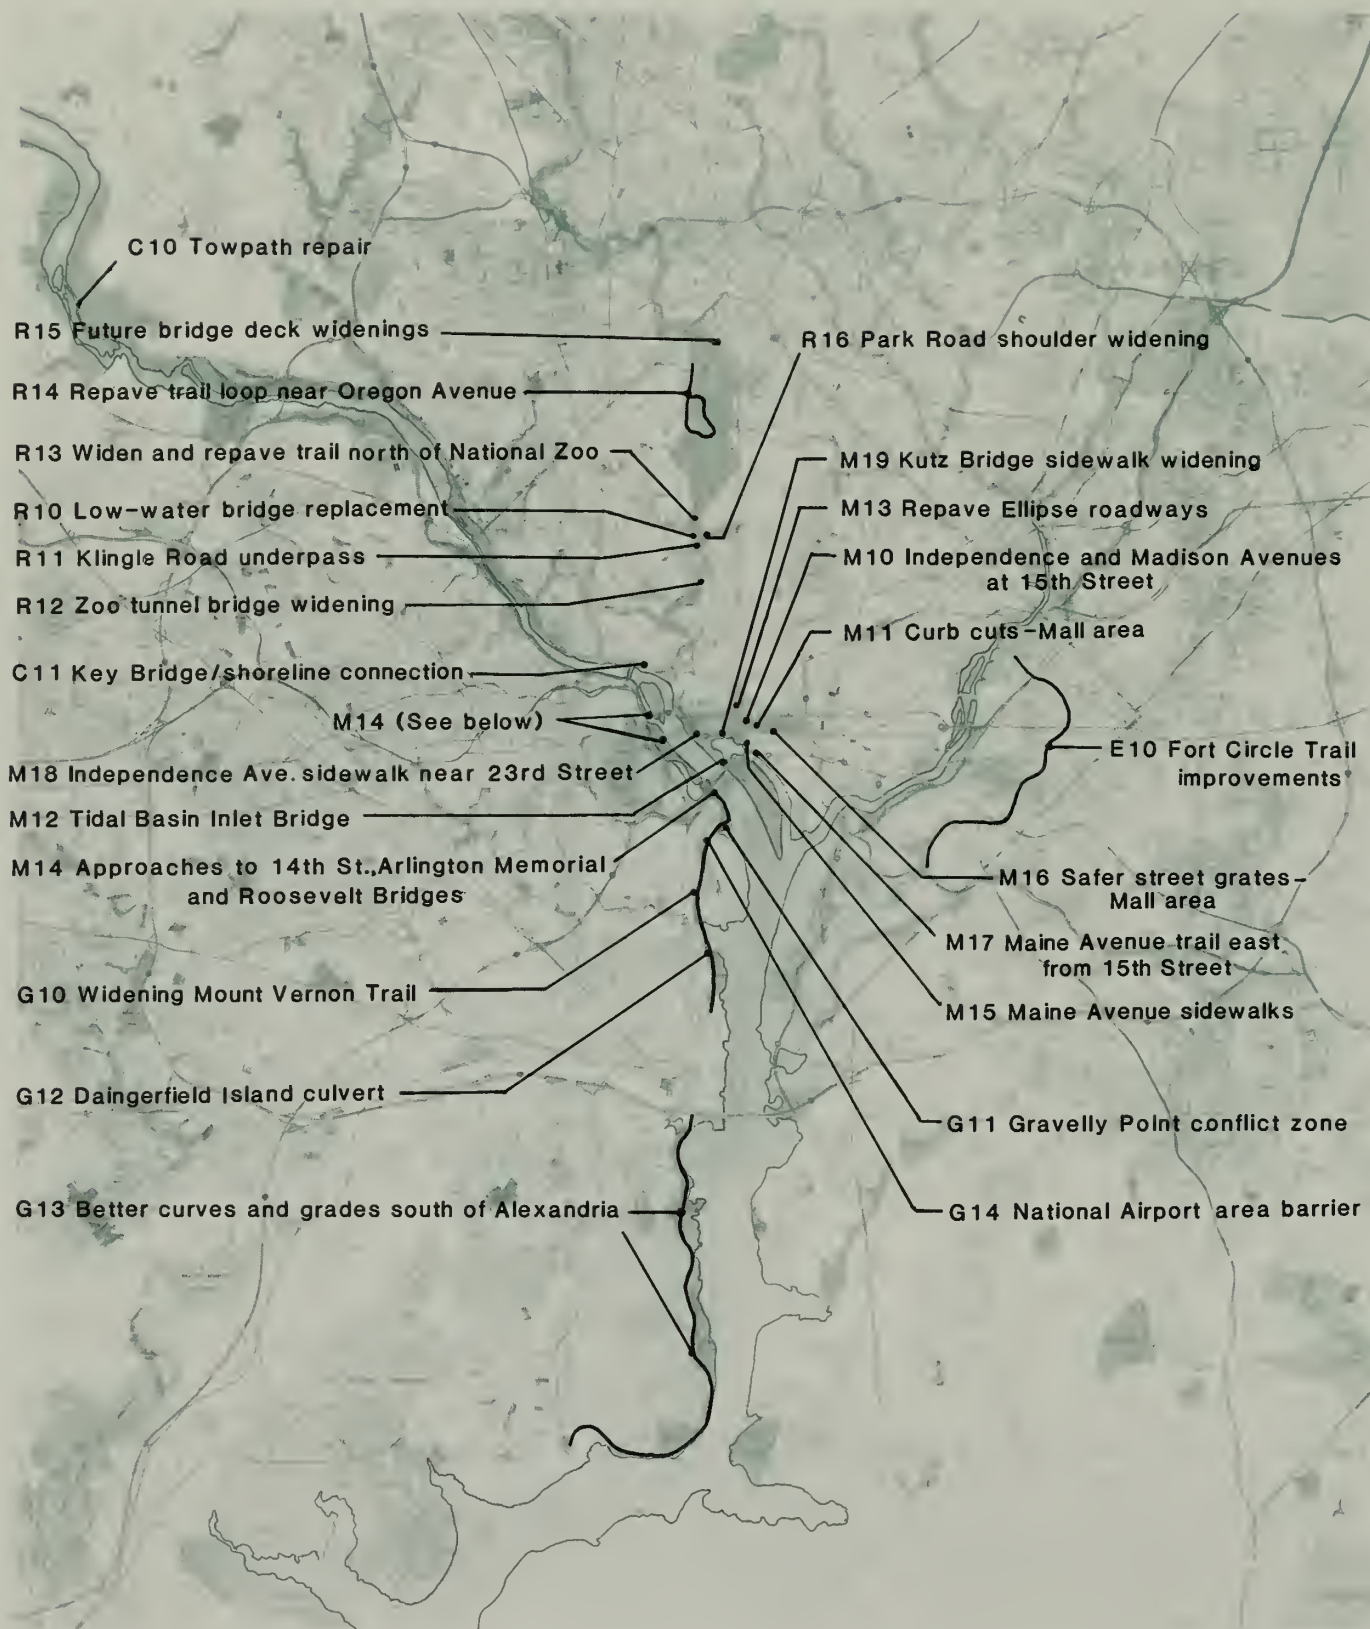 C10 Towpath repair
R15 Future bridge deck widenings
R16 Park Road shoulder widening
R14 Repave trail loop near Oregon Avenue
R13 Widen and repave trail north of National Zoo
M19 Kutz Bridge sidewalk widening
R10 Low-water bridge replacement
M13 Repave Ellipse roadways
R11 Klingle Road underpass
M10 Independence and Madison Avenues
at 15th Street
R12 Zoo tunnel bridge widening
M11 Curb cuts-Mall area
C11 Key Bridge/shoreline connection
M14 (See below)
E10 Fort Circle Trail
improvements
M18 Independence Ave. sidewalk near 23rd Street
M12 Tidal Basin Inlet Bridge
M14 Approaches to 14th St., Arlington Memorial
and Roosevelt Bridges
M16 Safer street grates-
Mall area
M17 Maine Avenue trail east
from 15th Street
G10 Widening Mount Vernon Trail
M15 Maine Avenue sidewalks
G12 Daingerfield Island culvert
G11 Gravelly Point conflict zone
G13 Better curves and grades south of Alexandria
G14 National Airport area barrier